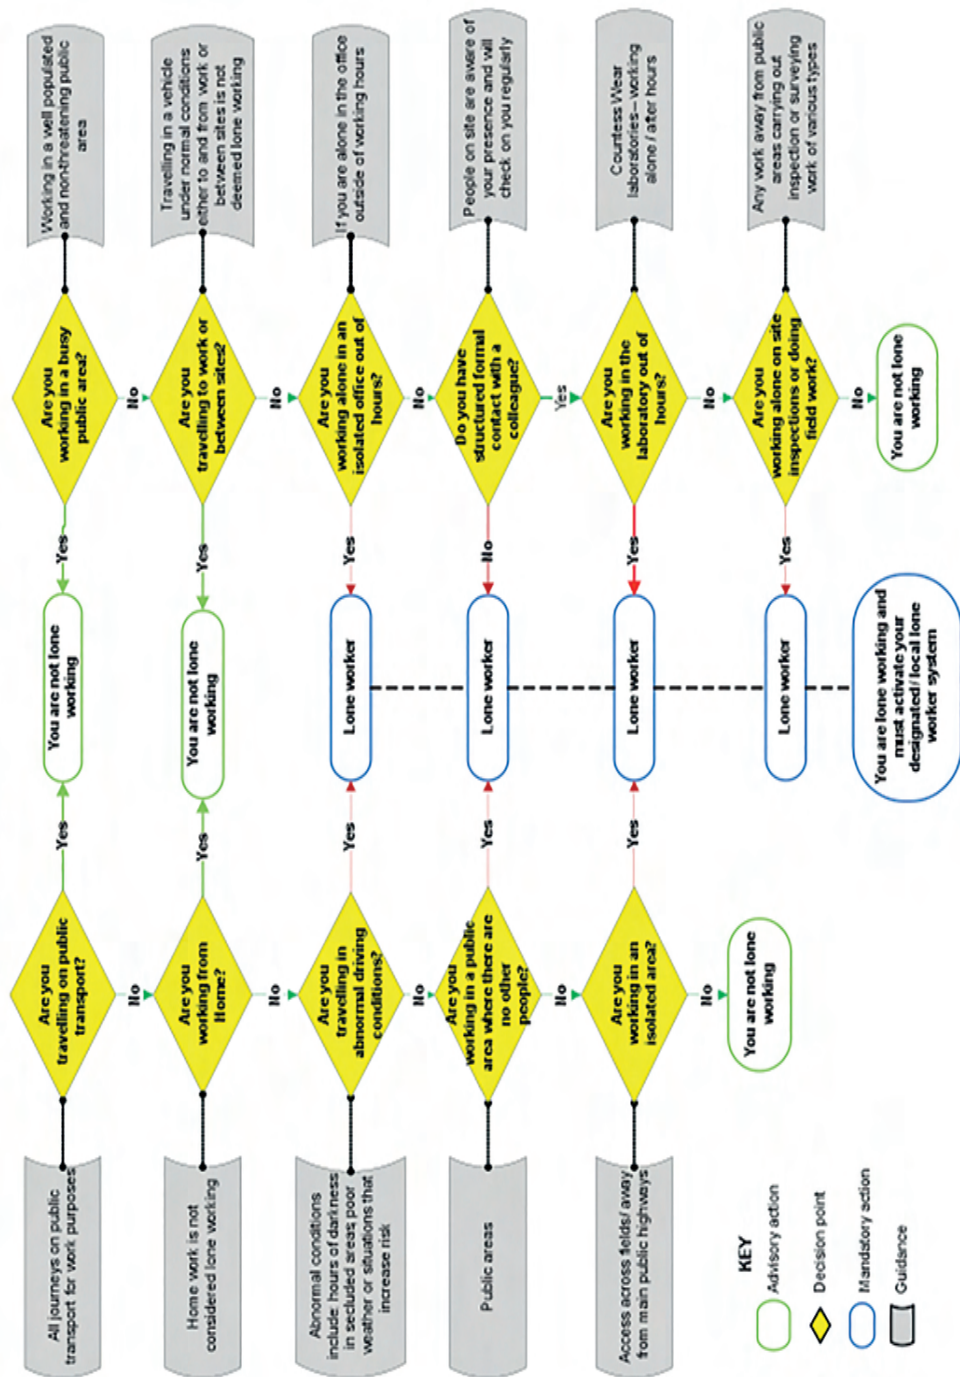 All journeys on public
transport for work purposes
Are you
travelling on public
transport?
Yes
You are not lone
working
Yes
Are you
working in a busy
public area?
Working in a well populated
and non-threatening public
area
No
No
Home work is not
considered lone working
Are you
working from
Home?
Yes
You are not lone
working
Yes
Are you
travelling to work or
between sites?
Travelling in a vehicle
under normal conditions
either to and from work or
between sites is not
deemed lone working
No
No
Abnormal conditions
include: hours of darkness
in secluded areas, poor
weather or situations that
increase risk
Are you
travelling in
abnormal driving
conditions?
Yes
Lone worker
Yes
Are you
working alone in an
isolated office out of
hours?
If you are alone in the office
outside of working hours
No
No
Public areas
Are you
working in a public
area where there are
no other
people?
Yes
Lone worker
No
Do you have
structured formal
contact with a
colleague?
People on site are aware of
your presence and will
check on you regularly
No
Yes
Access across fields/ away
from main public highways
Are you
working in an
isolated area?
Yes
Lone worker
Yes
Are you
working in the
laboratory out of
hours?
Countess Wear
laboratories – working
alone / after hours
No
No
You are not lone
working
Lone worker
Yes
Are you
working alone on site
inspections or doing
field work?
Any work away from public
areas carrying out
inspection or surveying
work of various types
No
KEY
Advisory action
Decision point
Mandatory action
Guidance
You are lone working and
must activate your
designated/ local lone
worker system
You are not lone
working